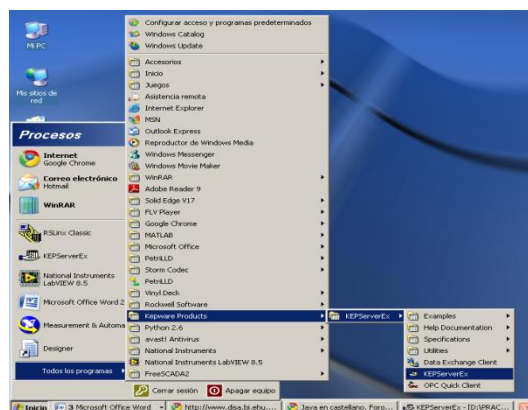 Mi PC
Mis sitios de
red
Procesos
Internet
Google Chrome
Correo electrónico
Hotmail
WinRAR
RSLinx Classic
KEPServerEx
National Instruments
LabVIEW 8.5
Microsoft Office Word 2
Measurement & Automa
Designer
Todos los programas
Configurar acceso y programas predeterminados
Windows Catalog
Windows Update
Accesorios
Inicio
Juegos
Asistencia remota
Internet Explorer
MSN
Outlook Express
Reproductor de Windows Media
Windows Messenger
Windows Movie Maker
WinRAR
Adobe Reader 9
Solid Edge V17
FLV Player
Google Chrome
MATLAB
Microsoft Office
PetriLLD
Storm Codec
PetriLLD
Vinyl Deck
Rockwell Software
Kepware Products
Python 2.6
avast! Antivirus
National Instruments
National Instruments LabVIEW 8.5
FreeSCADA2
KEPServerEx
Examples
Help Documentation
Specifications
Utilities
Data Exchange Client
KEPServerEx
OPC Quick Client
Cerrar sesión
Apagar equipo
Inicio
3 Microsoft Office Word
http://www.dsa.bi.ehu....
Java en castellano. Foro...
KEPServerEx - [D:\PRAC...